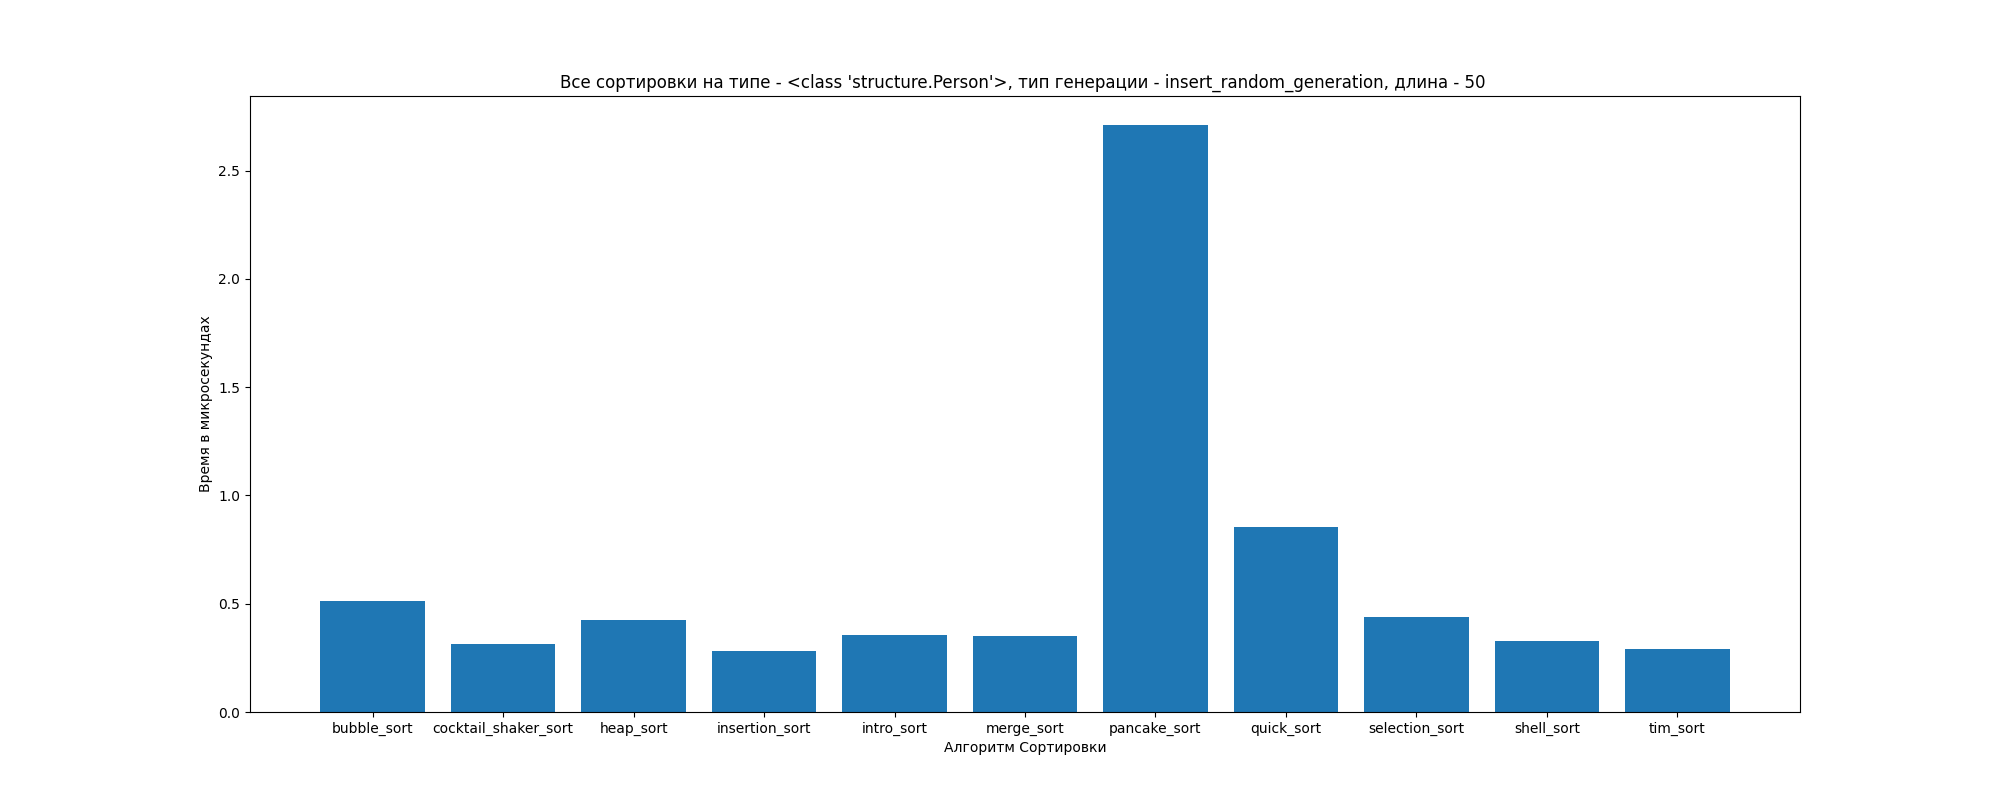 Все сортировки на типе - <class 'structure.Person'>, тип генерации - insert_random_generation, длина - 50
Время в микросекундах
2.5
2.0
1.5
1.0
0.5
0.0
bubble_sort cocktail_shaker_sort heap_sort insertion_sort intro_sort merge_sort pancake_sort quick_sort selection_sort shell_sort tim_sort
Алгоритм Сортировки